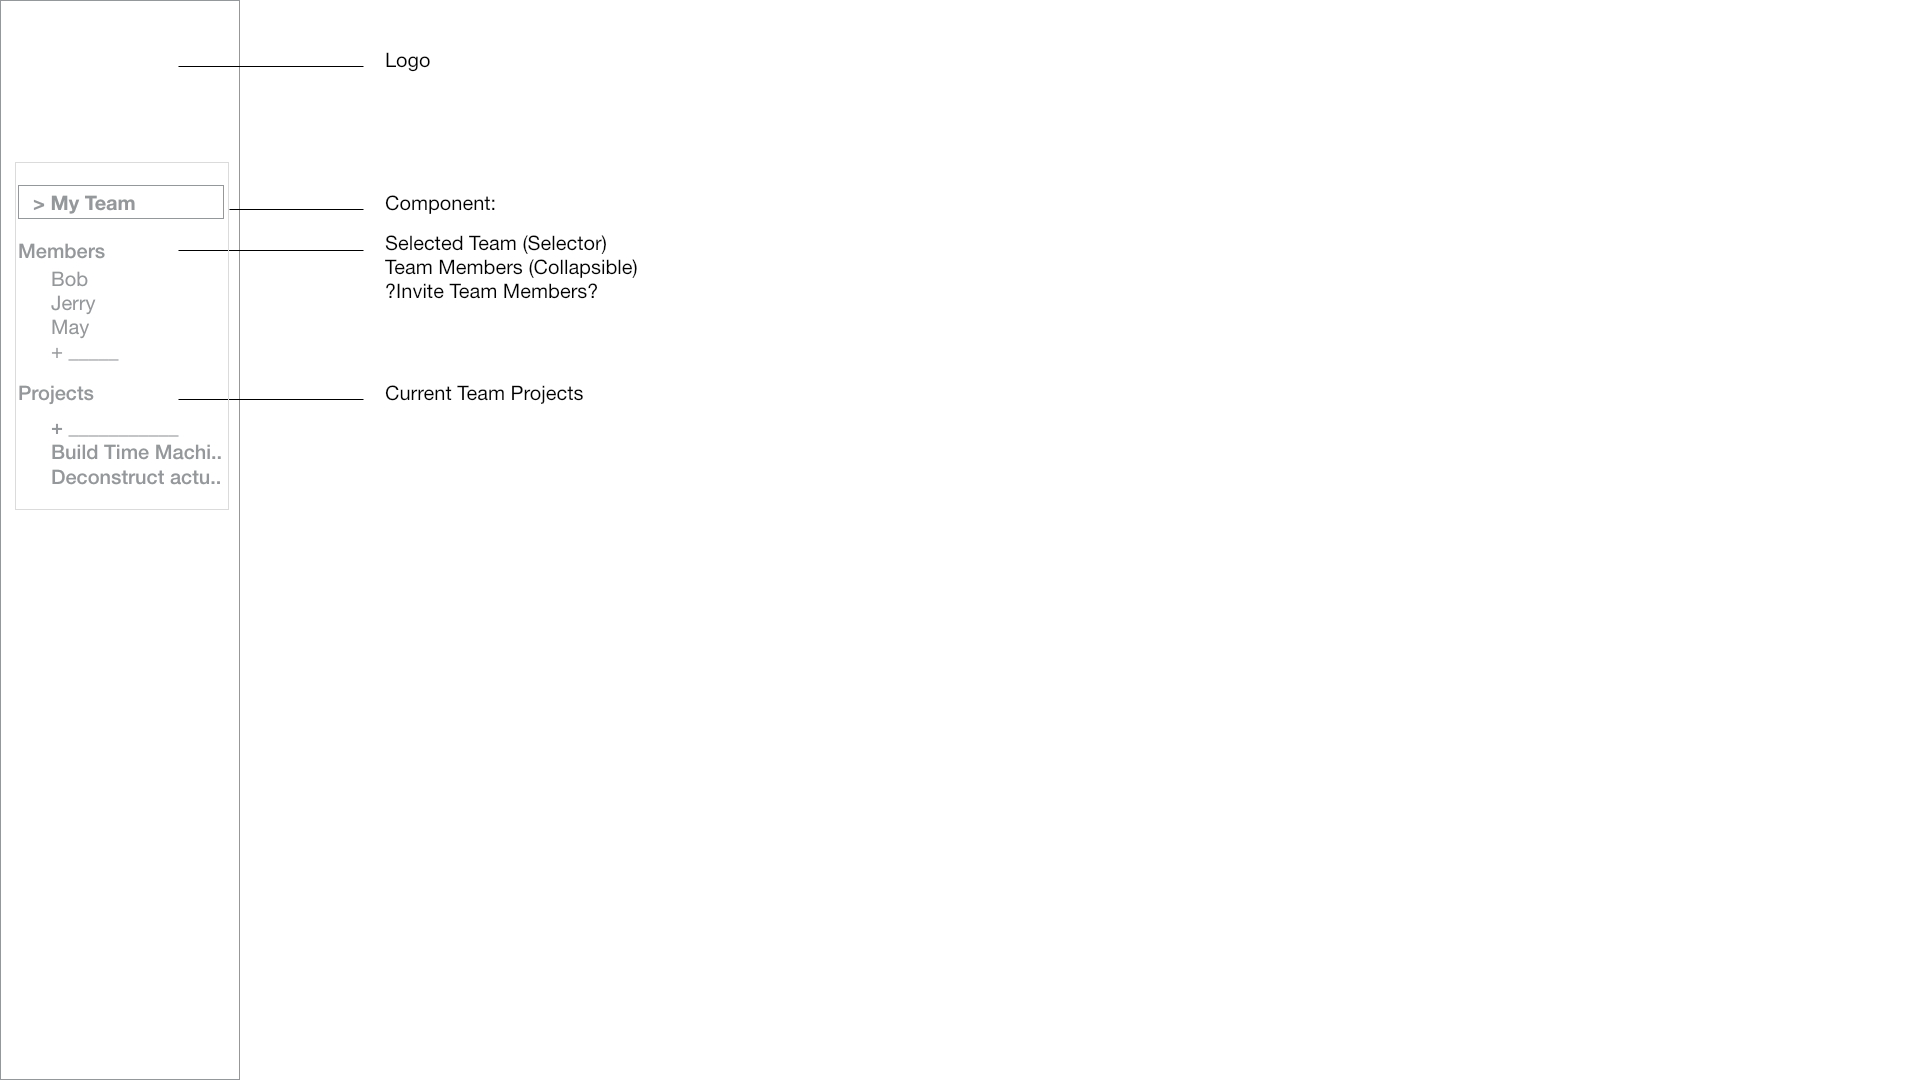 Logo
> My Team
Component:
Members
Selected Team (Selector)
Team Members (Collapsible)
?Invite Team Members?
Bob
Jerry
May
+ _____
Projects
Current Team Projects
+ ___________
Build Time Machi..
Deconstruct actu..